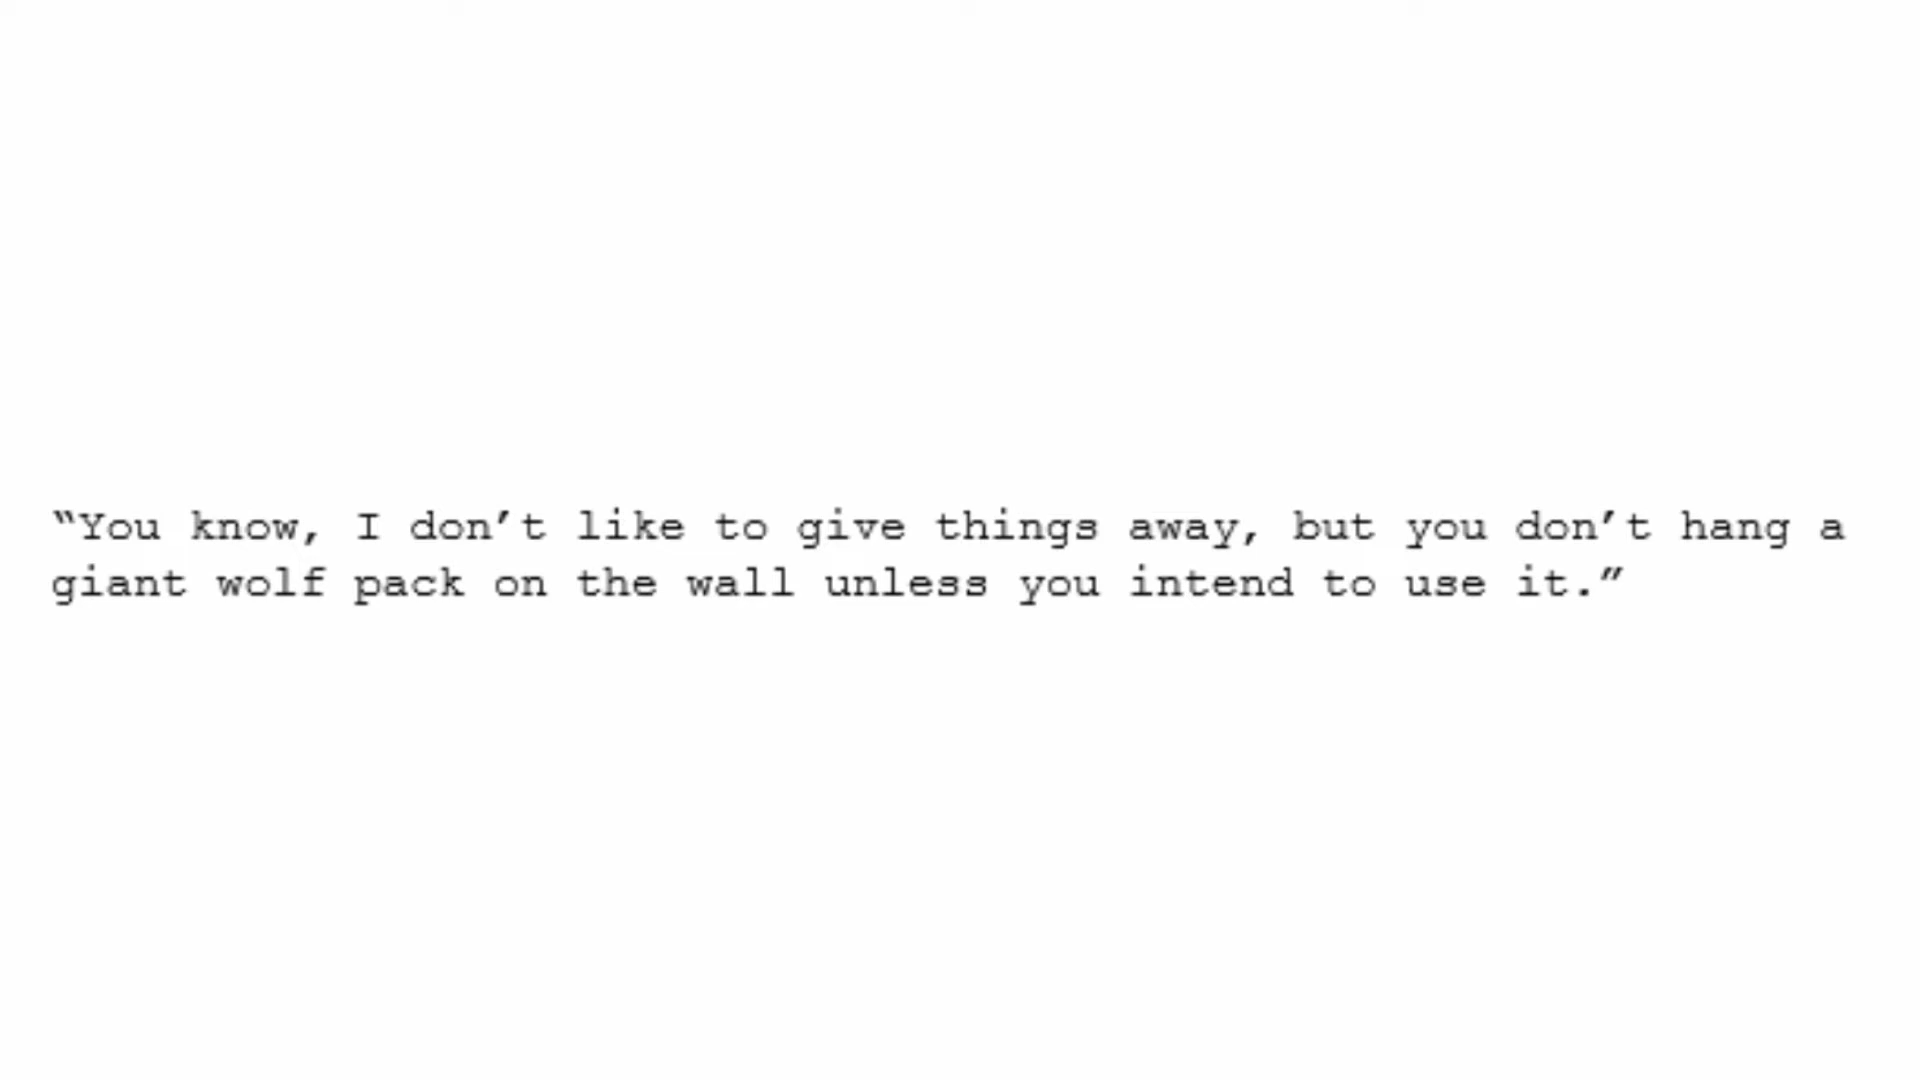 “You know, I don’t like to give things away, but you don’t hang a
giant wolf pack on the wall unless you intend to use it.”